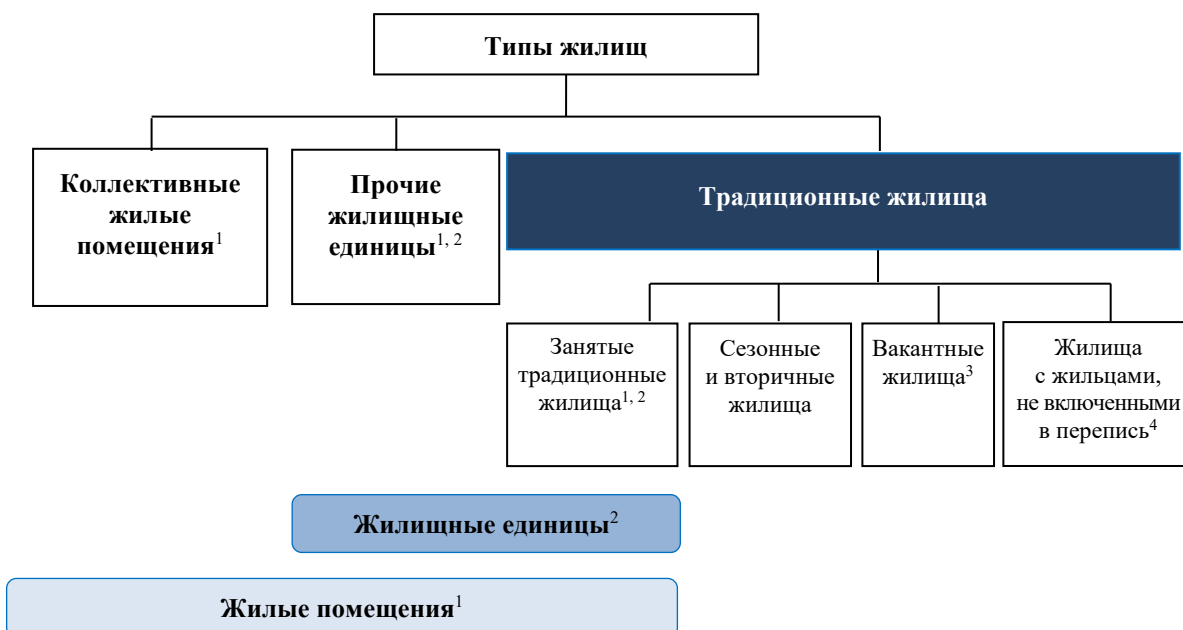 Типы жилищ
Коллективные
жилые
помещения1
Прочие
жилищные
единицы1, 2
Традиционные жилища
Занятые
традиционные
жилища1, 2
Сезонные
и вторичные
жилища
Вакантные
жилища3
Жилища
с жильцами,
не включенными
в перепись4
Жилищные единицы2
Жилые помещения1